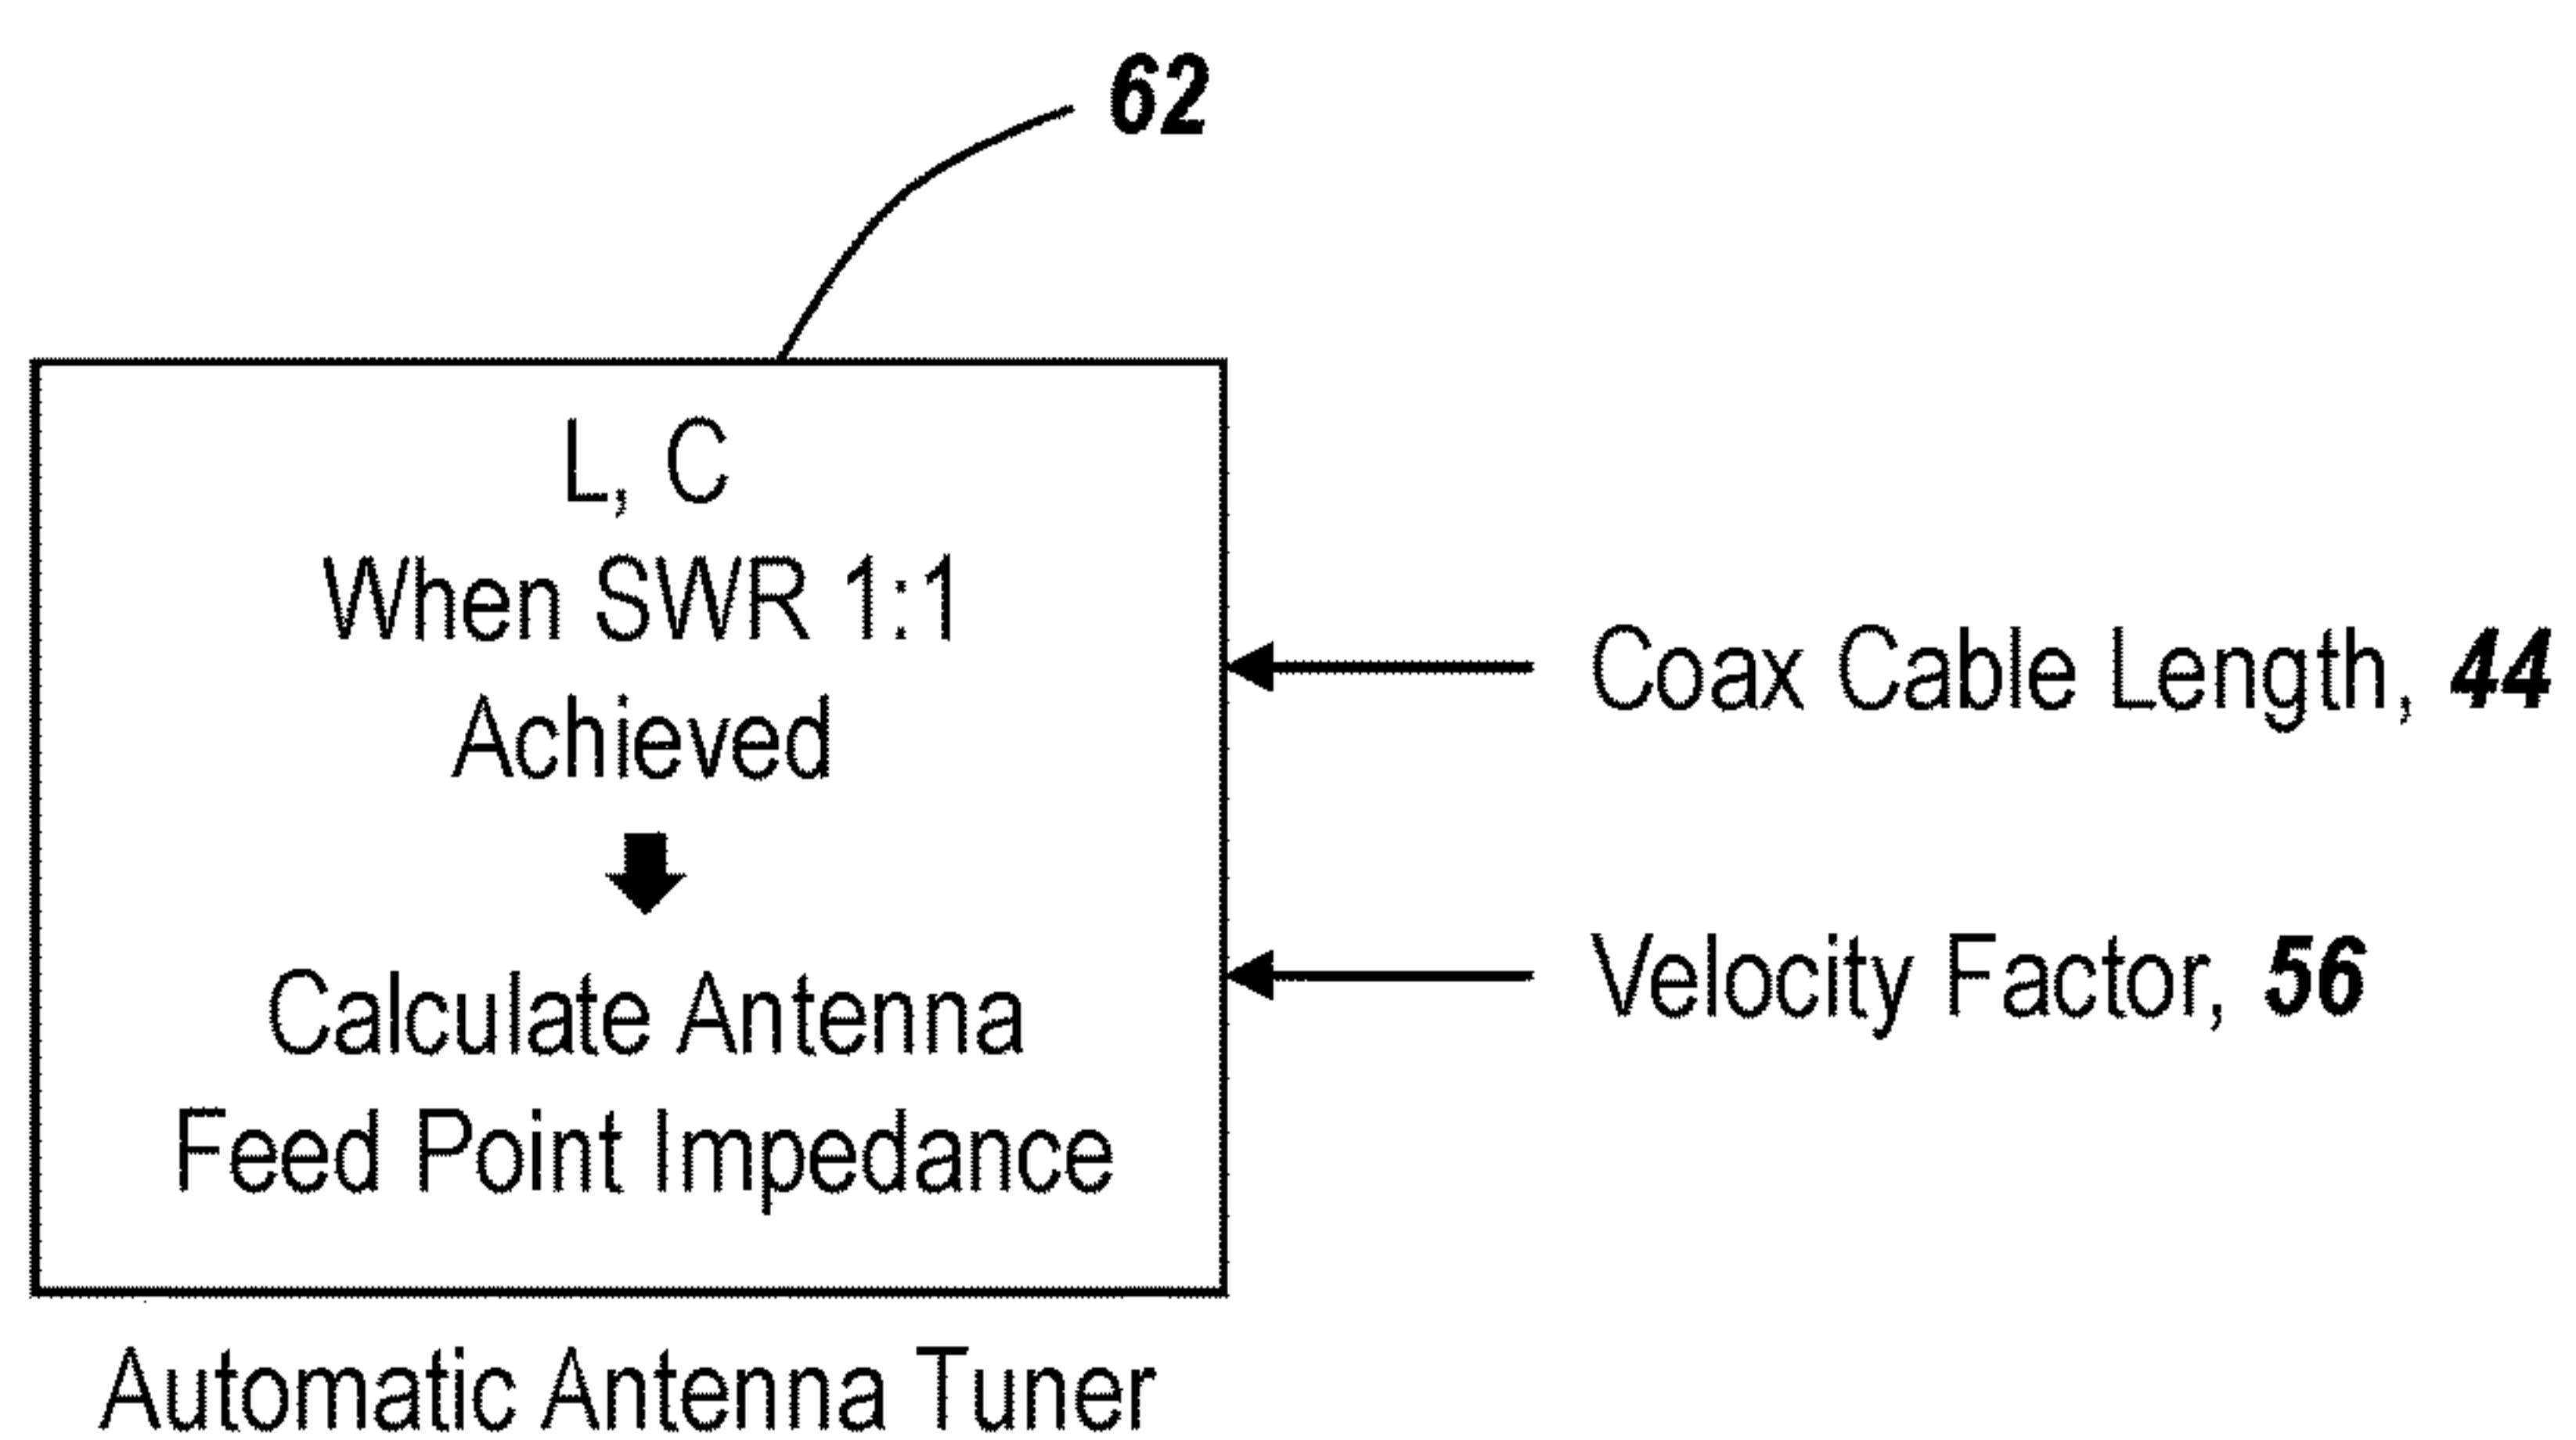 62
L, C
When SWR 1:1
Achieved
Calculate Antenna
Feed Point Impedance
Coax Cable Length, 44
Velocity Factor, 56
Automatic Antenna Tuner